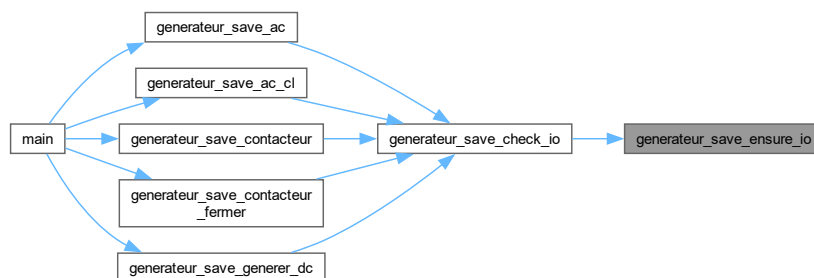 generateur_save_ac
generateur_save_ac_cl
main
generateur_save_contacteur
generateur_save_check_io
generateur_save_ensure_io
generateur_save_contacteur
_fermer
generateur_save_generer_dc